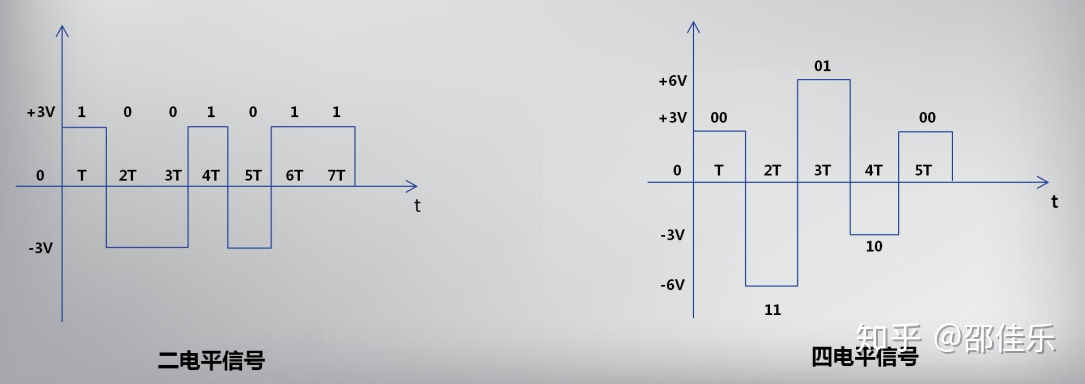 +3V 1 0 0 1 0 1 1
0 T 2T 3T 4T 5T 6T 7T
t
-3V
二电平信号
01
+6V
+3V 00 00
0 T 2T 3T 4T 5T
t
-3V
10
-6V
11
四电平信号
知乎 @邵佳乐